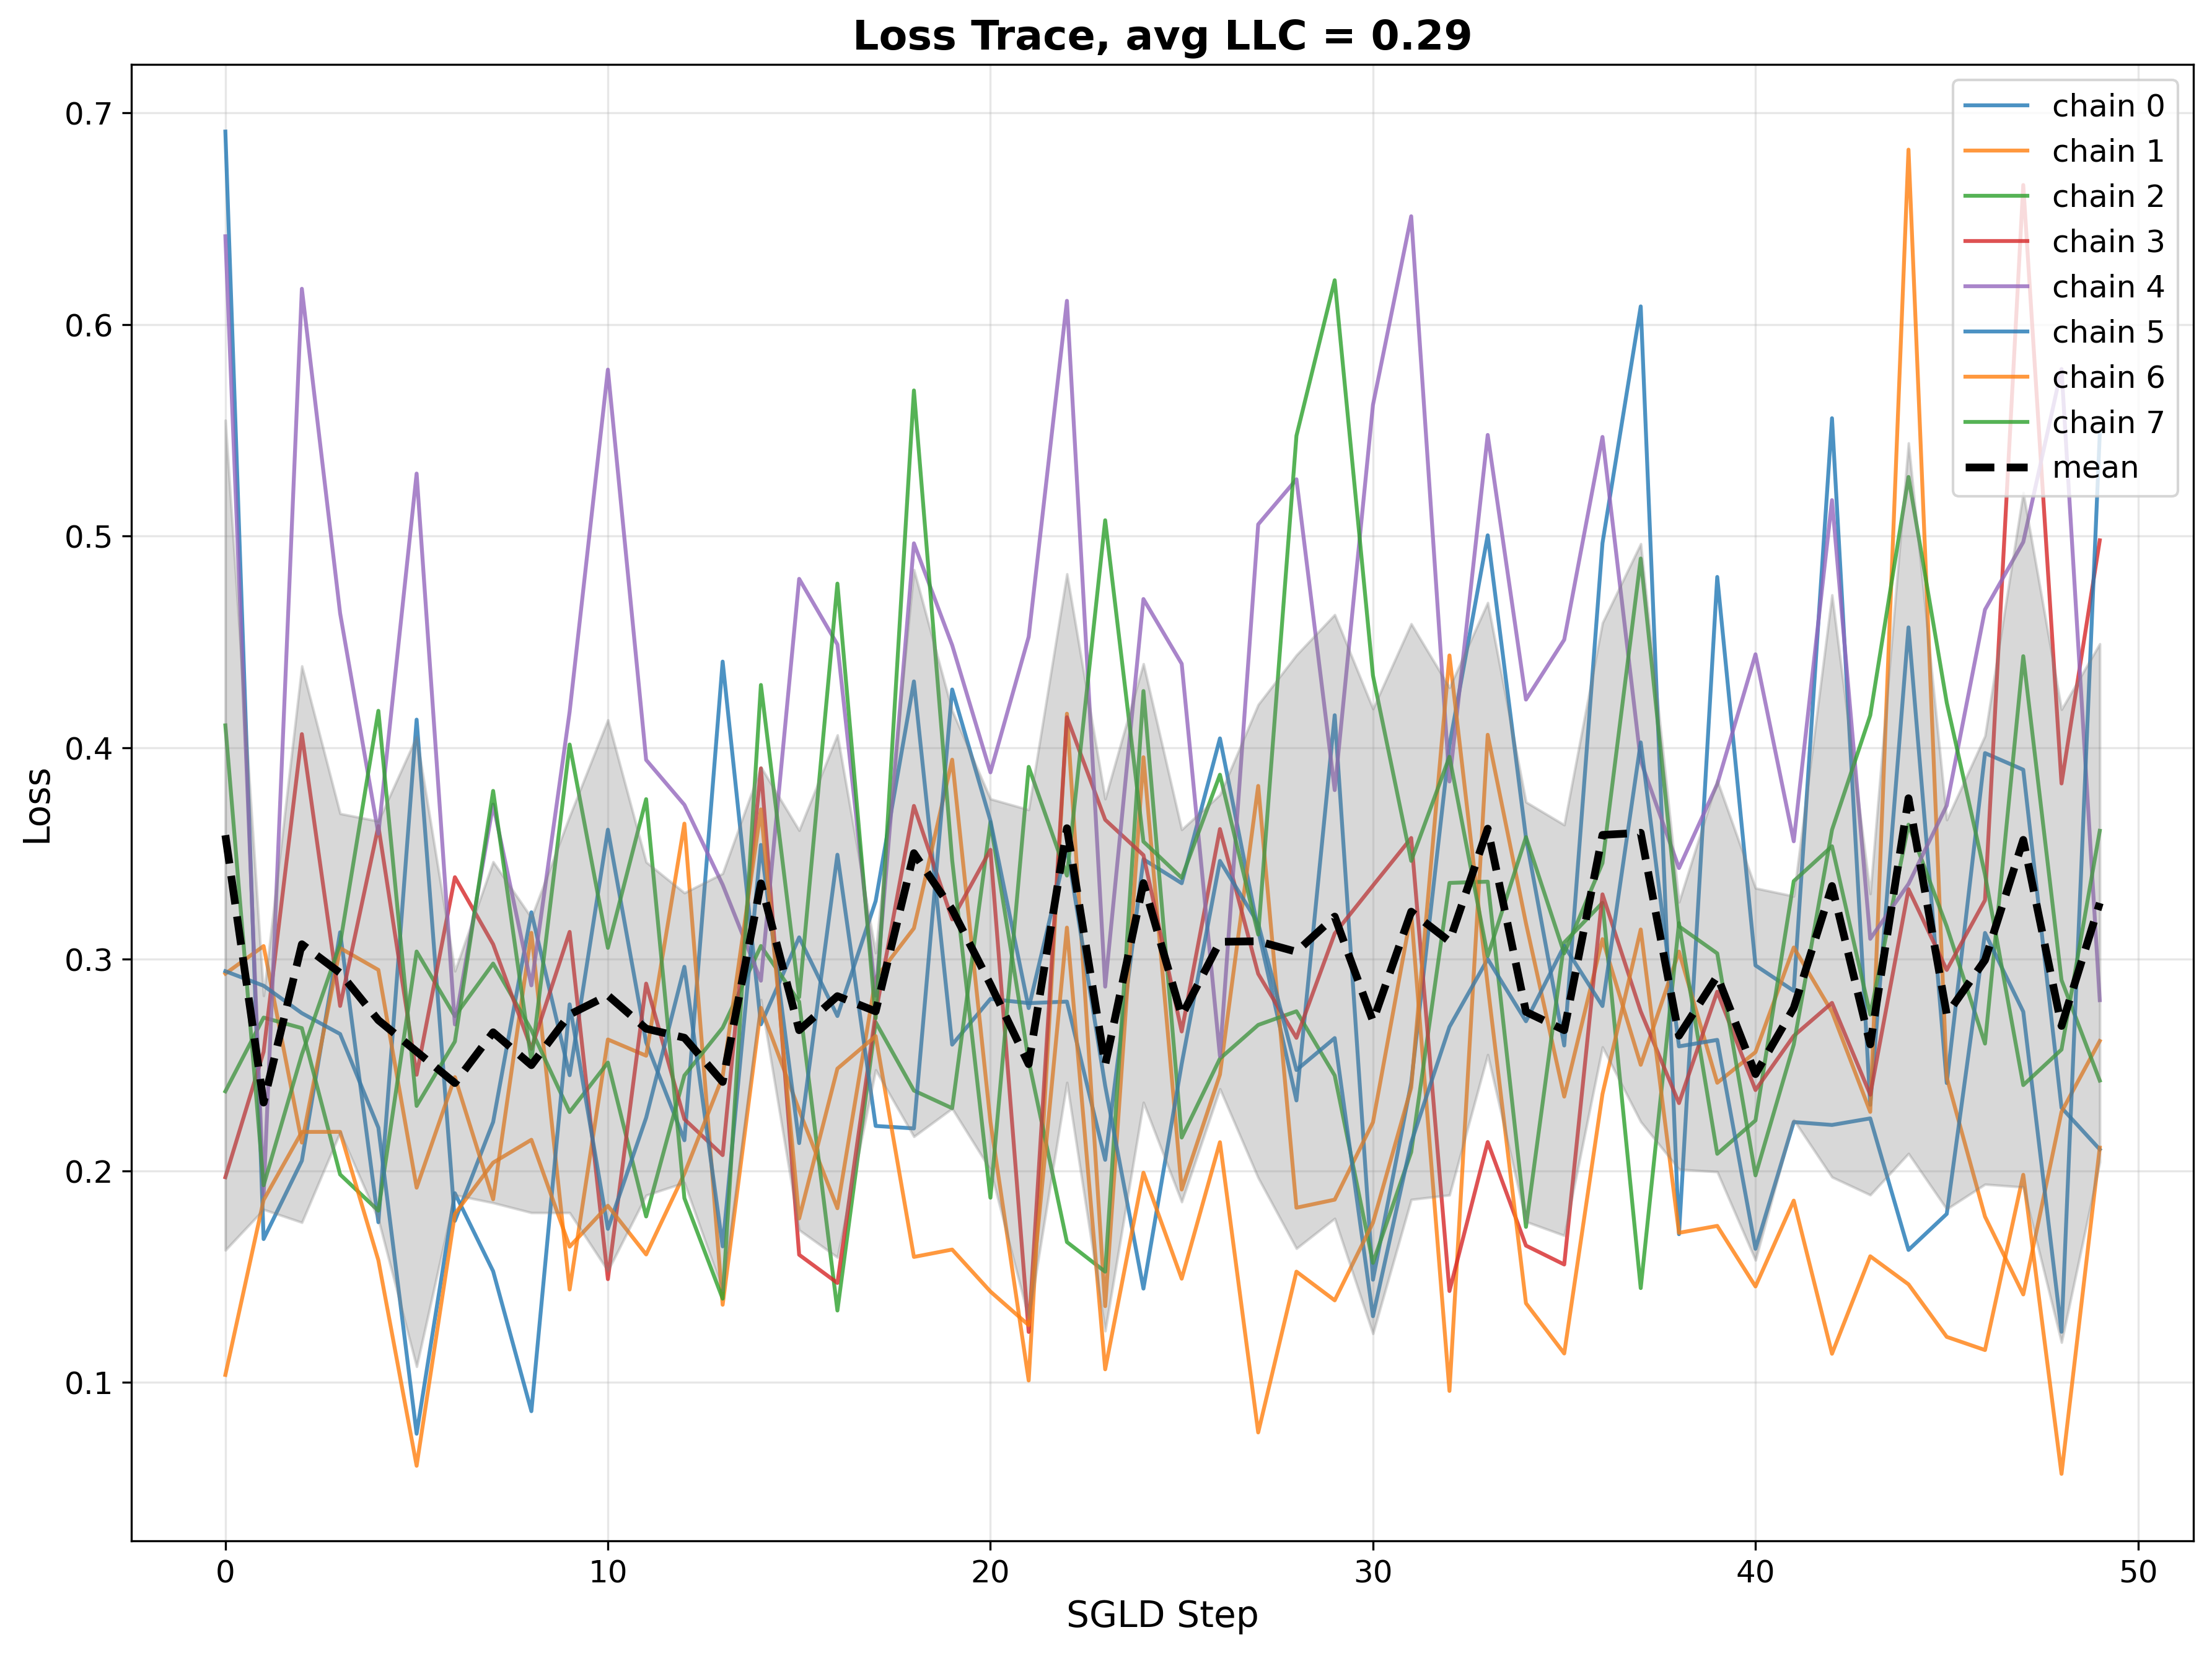 Loss Trace, avg LLC = 0.29
Loss
0.7
0.6
0.5
0.4
0.3
0.2
0.1
chain 0
chain 1
chain 2
chain 3
chain 4
chain 5
chain 6
chain 7
mean
0
10
20
30
40
50
SGLD Step